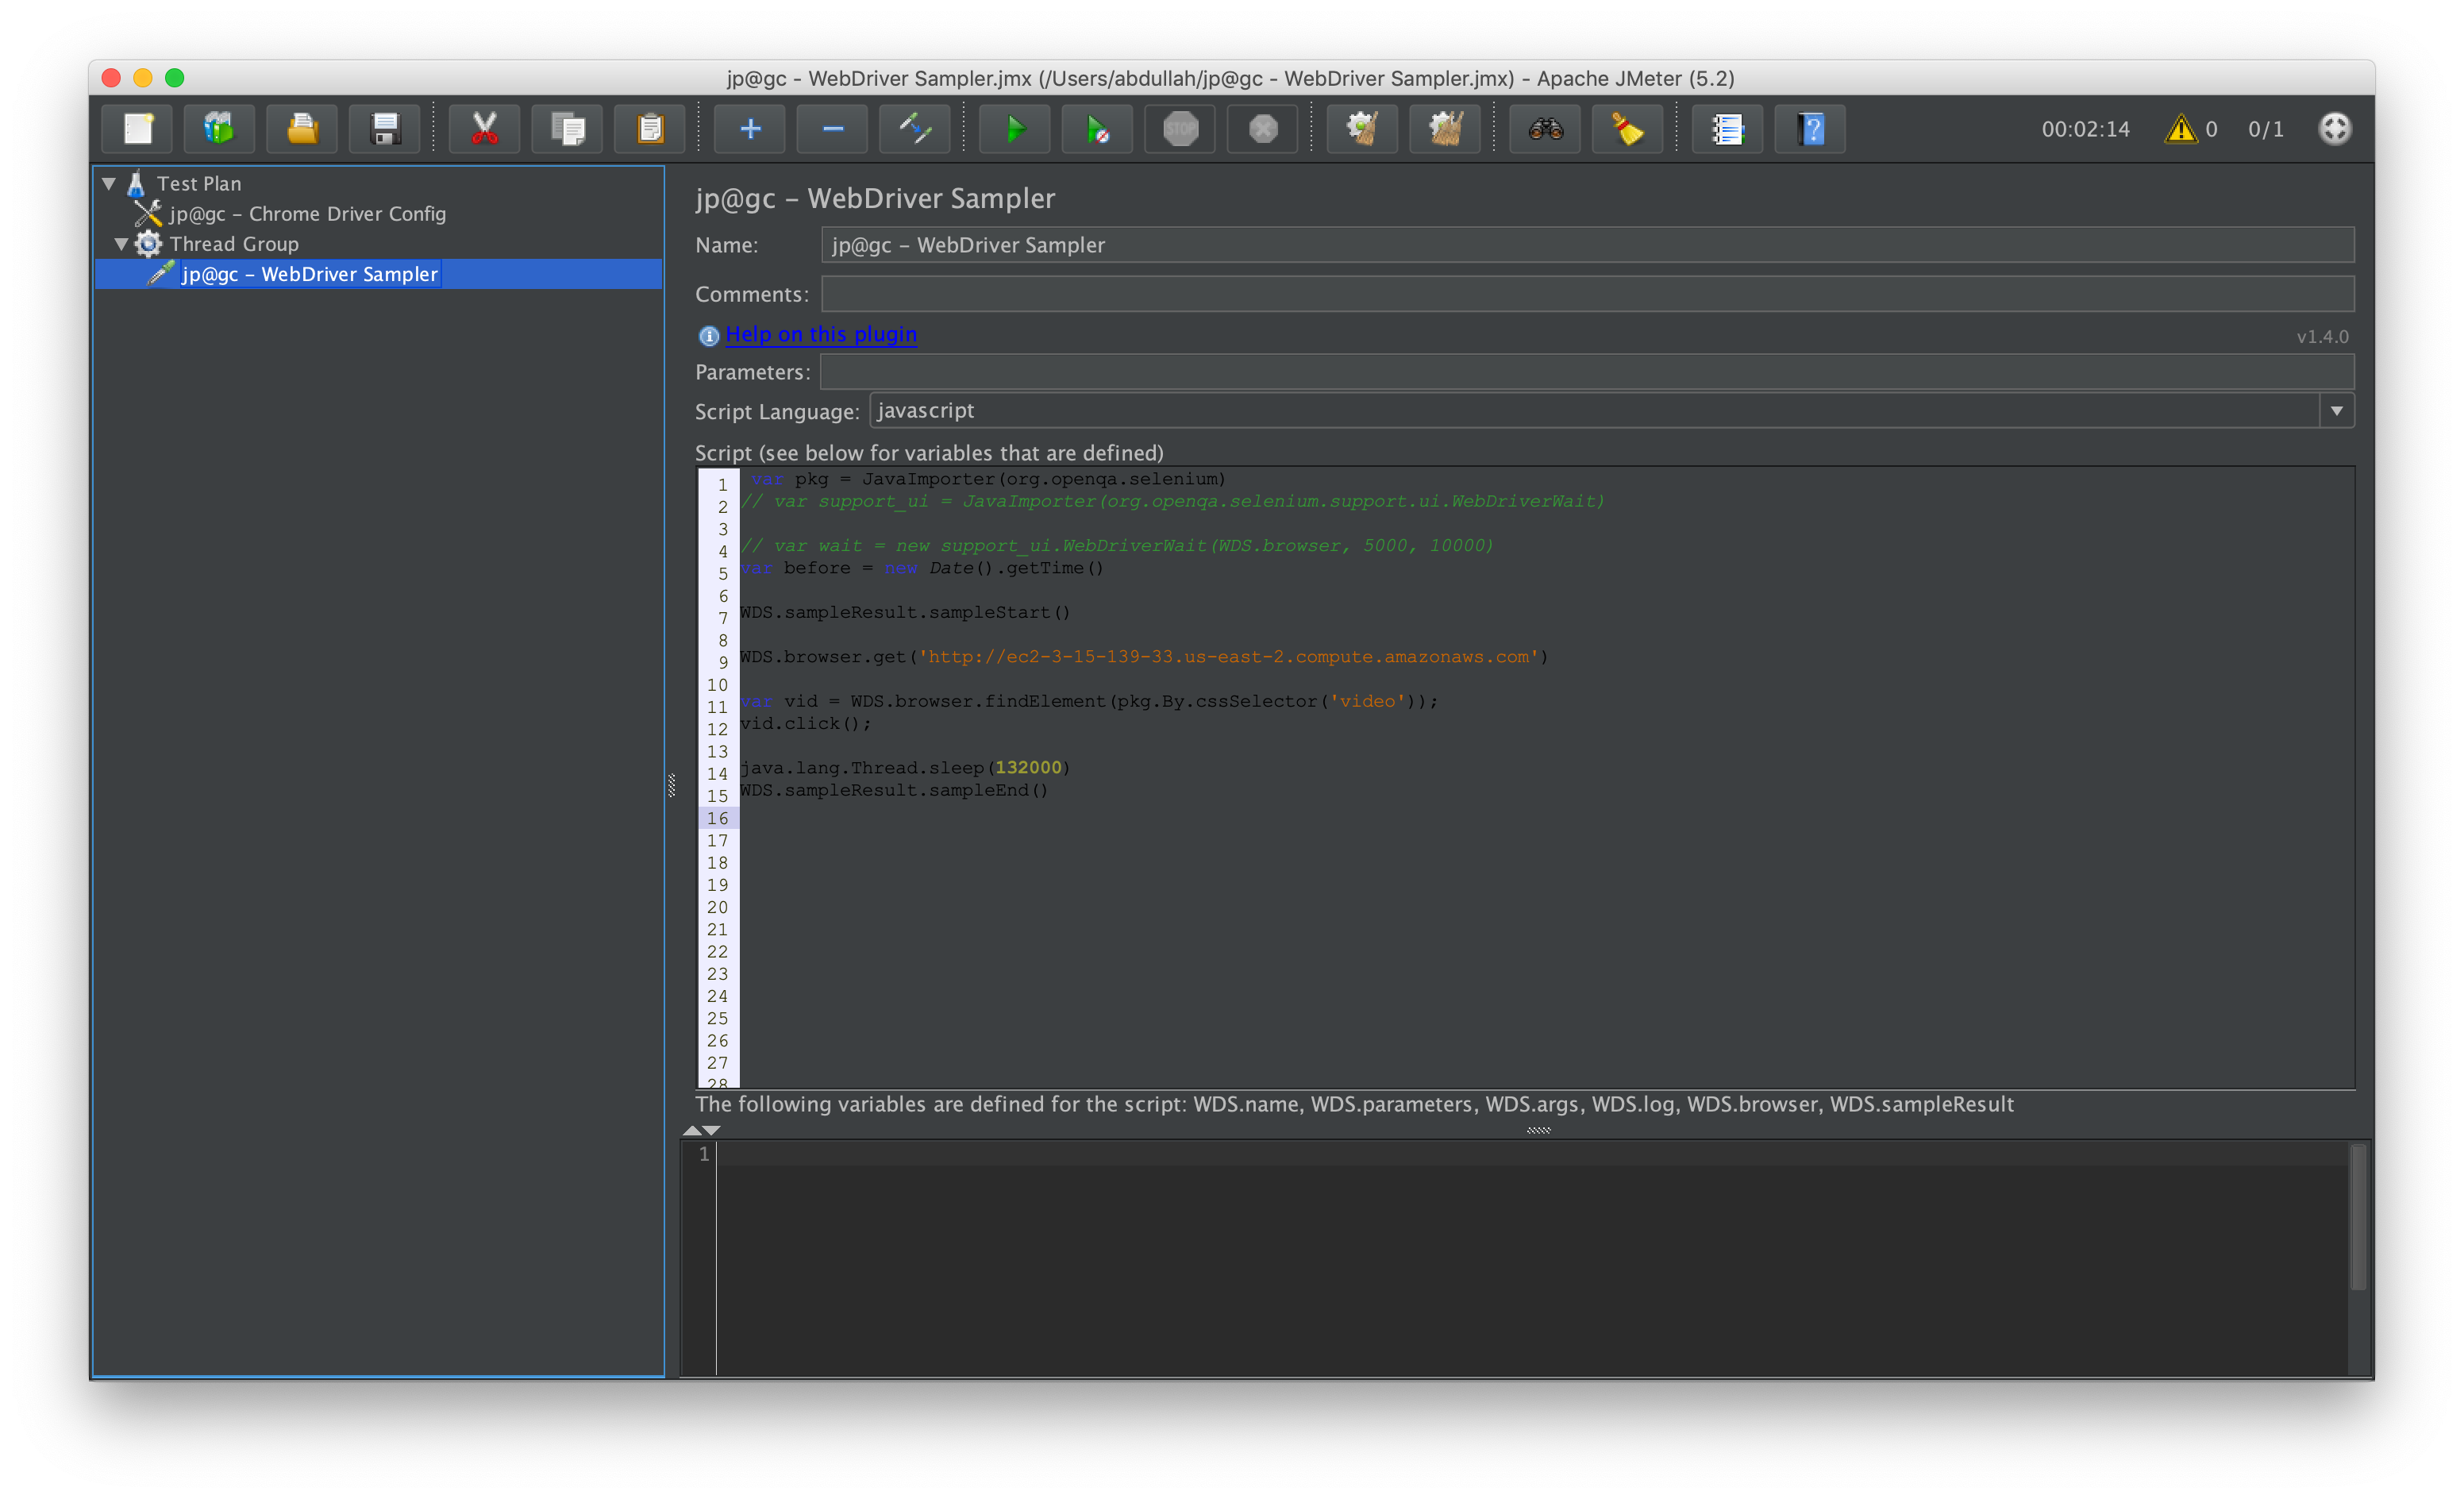 jp@gc - WebDriver Sampler.jmx (/Users/abdullah/jp@gc - WebDriver Sampler.jmx) - Apache JMeter (5.2)
STOP
00:02:14
0
0/1
Test Plan
jp@gc - Chrome Driver Config
Thread Group
jp@gc - WebDriver Sampler
jp@gc - WebDriver Sampler
Name: jp@gc - WebDriver Sampler
Comments:
Help on this plugin
v1.4.0
Parameters:
Script Language: javascript
Script (see below for variables that are defined)
1 var pkg = JavaImporter(org.openqa.selenium)
2 // var support_ui = JavaImporter(org.openqa.selenium.support.ui.WebDriverWait)
3
4 // var wait = new support_ui.WebDriverWait(WDS.browser, 5000, 10000)
5 var before = new Date().getTime()
6
7 WDS.sampleResult.sampleStart()
8
9 WDS.browser.get('http://ec2-3-15-139-33.us-east-2.compute.amazonaws.com')
10
11 var vid = WDS.browser.findElement(pkg.By.cssSelector('video'));
12 vid.click();
13
14 java.lang.Thread.sleep(132000)
15 WDS.sampleResult.sampleEnd()
16
17
18
19
20
21
22
23
24
25
26
27
28
The following variables are defined for the script: WDS.name, WDS.parameters, WDS.args, WDS.log, WDS.browser, WDS.sampleResult
1